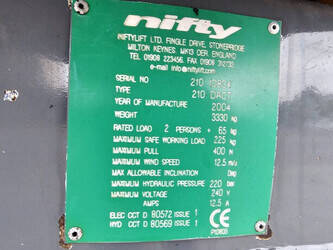 nifty
NIFTYLIFT LTD. FINGLE DRIVE, STONEBRIDGE
MILTON KEYNES, MK13 OER, ENGLAND
TEL. 01908 223456. FAX 01908 312733
e-mail info@niftylift.com
SERIAL NO 210
TYPE 210
YEAR OF MANUFACTURE 2004
WEIGHT 3330 kg
RATED LOAD 2 PERSONS + 65 kg
MAXIMUM SAFE WORKING LOAD 225 kg
MAXIMUM PULL 400 N
MAXIMUM WIND SPEED 12.5 m/s
MAX ALLOWABLE INCLINATION Deg
MAXIMUM HYDRAULIC PRESSURE 220 bar
MAXIMUM VOLTAGE 240 V
AMPS 12.5 A
ELEC CCT D 80572 ISSUE 1
HYD CCT D 80569 ISSUE 1
CE